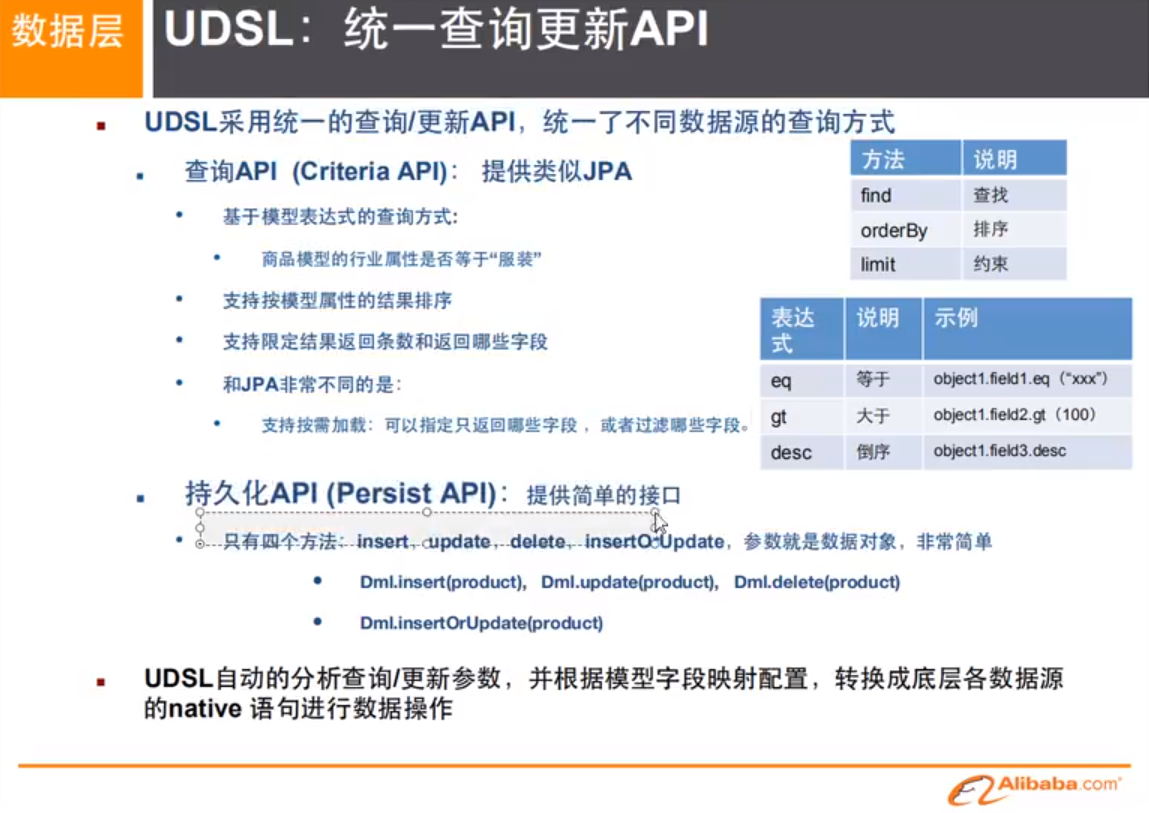 数据层
UDSL：统一查询更新API
UDSL采用统一的查询/更新API，统一了不同数据源的查询方式
查询API (Criteria API)： 提供类似JPA
基于模型表达式的查询方式:
商品模型的行业属性是否等于“服装”
支持按模型属性的结果排序
支持限定结果返回条数和返回哪些字段
和JPA非常不同的是：
支持按需加载：可以指定只返回哪些字段 ，或者过滤哪些字段。
方法 说明
find 查找
orderBy 排序
limit 约束
表达式 说明 示例
eq 等于 object1.field1.eq（“xxx”）
gt 大于 object1.field2.gt（100）
desc 倒序 object1.field3.desc
持久化API (Persist API)： 提供简单的接口
只有四个方法：insert、update、delete、insertOrUpdate，参数就是数据对象，非常简单
Dml.insert(product)， Dml.update(product)， Dml.delete(product)
Dml.insertOrUpdate(product)
UDSL自动的分析查询/更新参数，并根据模型字段映射配置，转换成底层各数据源
的native 语句进行数据操作
Alibaba.com